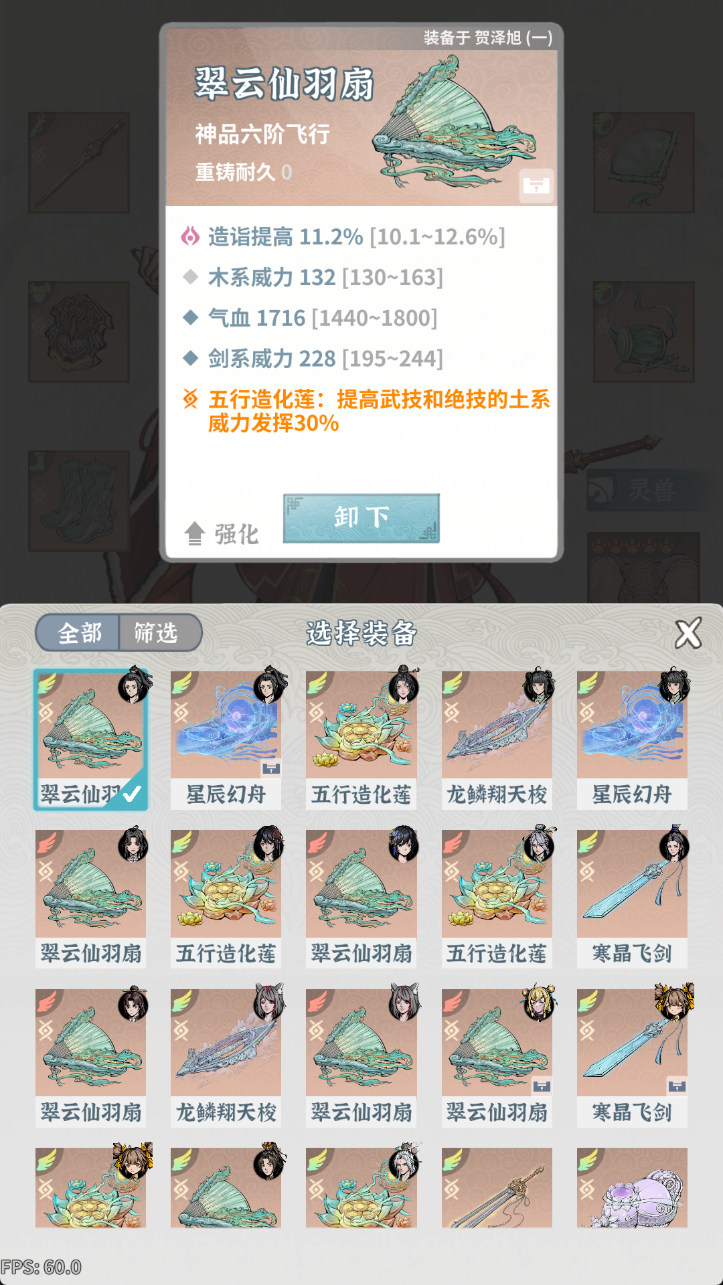 装备于 贺泽旭 (一)
翠云仙羽扇
神品六阶飞行
重铸耐久 0
造诣提高 11.2% [10.1~12.6%]
木系威力 132 [130~163]
气血 1716 [1440~1800]
剑系威力 228 [195~244]
五行造化莲：提高武技和绝技的土系
威力发挥30%
灵兽
强化
卸下
全部
筛选
选择装备
翠云仙羽
星辰幻舟
五行造化莲
龙鳞翔天梭
星辰幻舟
翠云仙羽扇
五行造化莲
翠云仙羽扇
五行造化莲
寒晶飞剑
翠云仙羽扇
龙鳞翔天梭
翠云仙羽扇
翠云仙羽扇
寒晶飞剑
FPS: 60.0